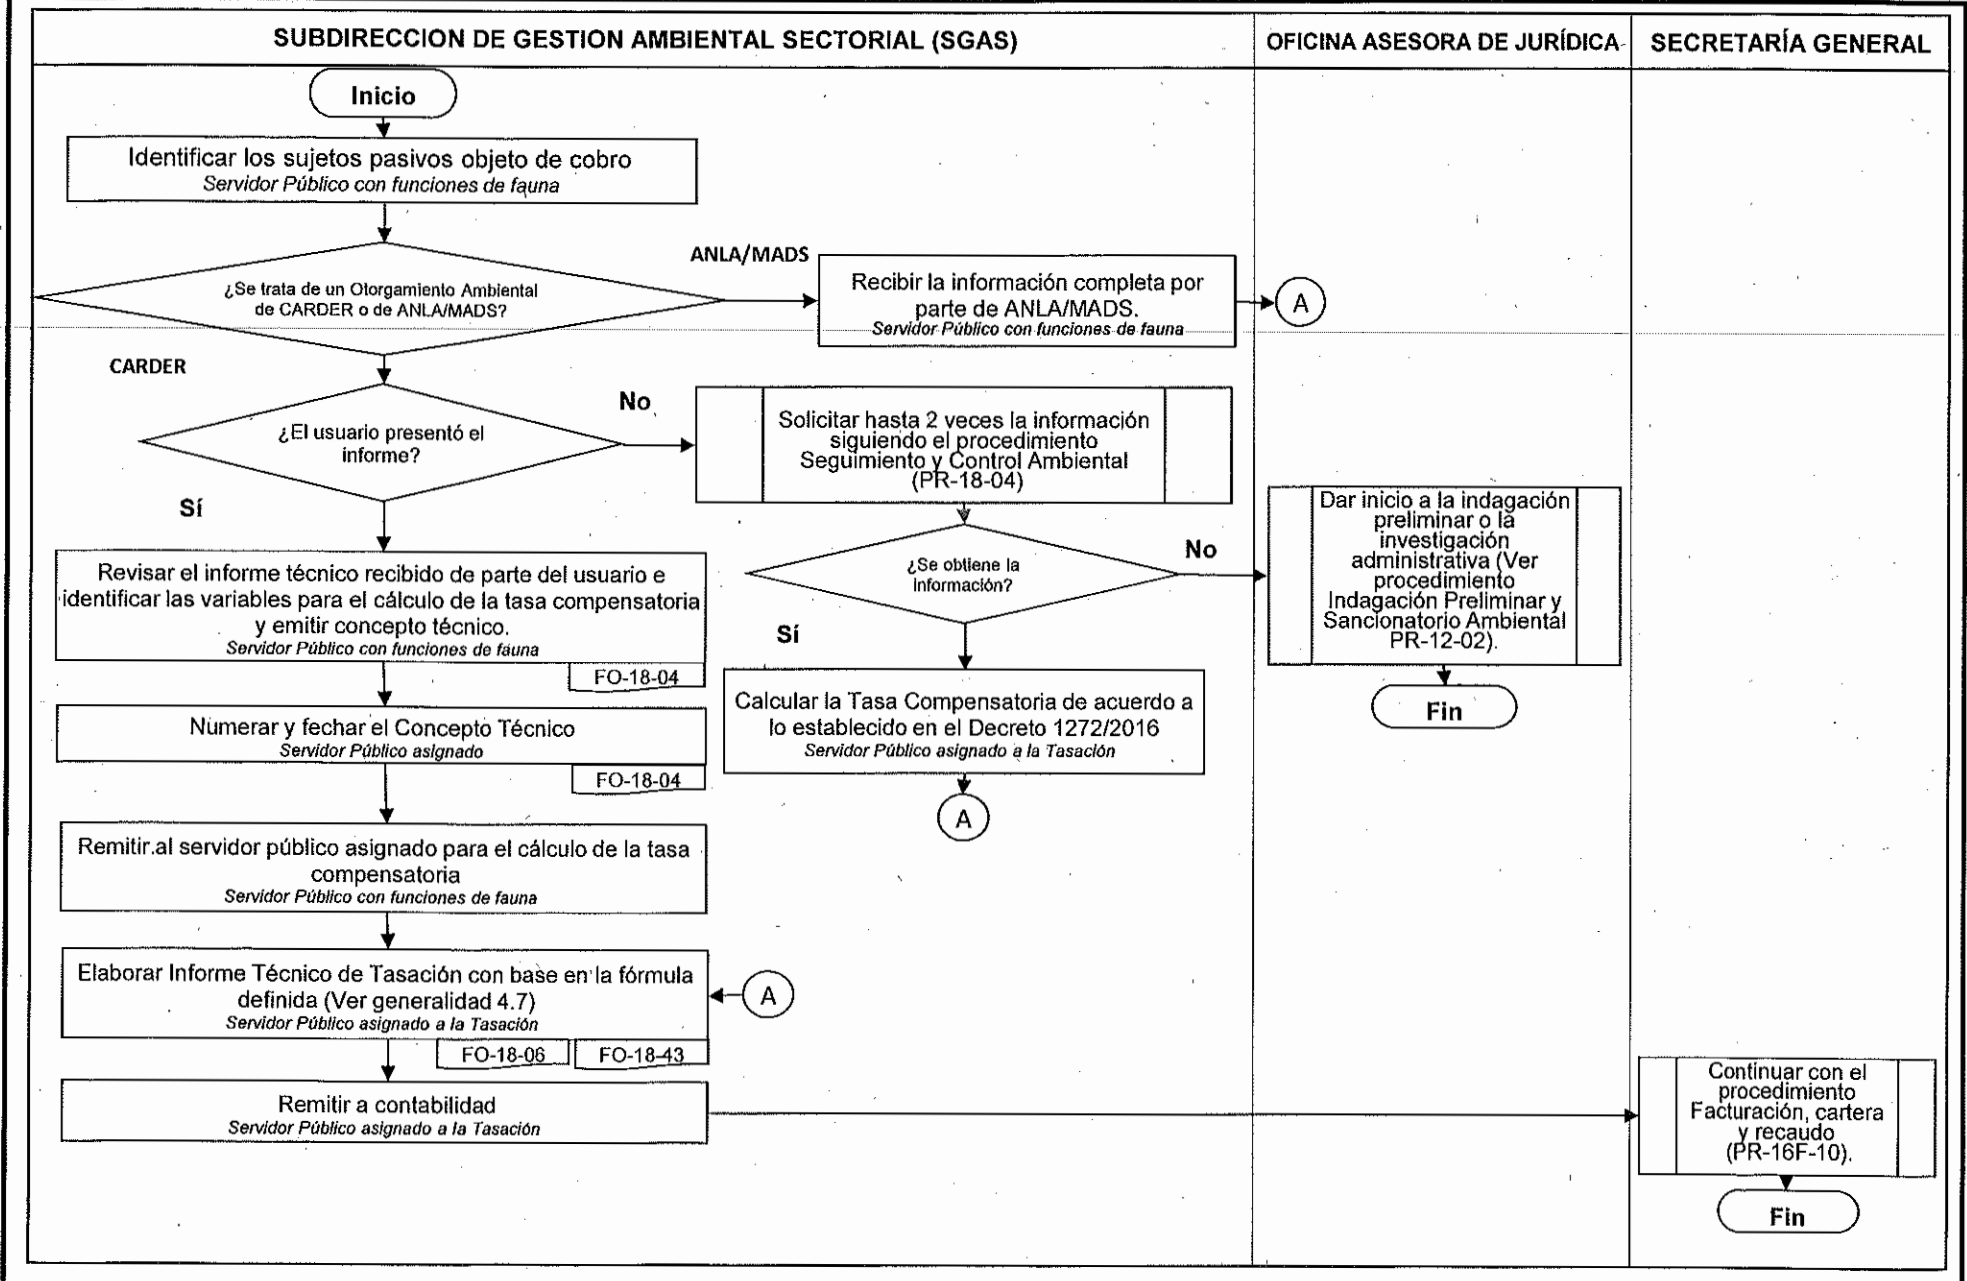 SUBDIRECCION DE GESTION AMBIENTAL SECTORIAL (SGAS)
OFICINA ASESORA DE JURÍDICA
SECRETARÍA GENERAL
Inicio
Identificar los sujetos pasivos objeto de cobro
Servidor Público con funciones de fauna
¿Se trata de un Otorgamiento Ambiental
de CARDER o de ANLA/MADS?
ANLA/MADS
Recibir la información completa por
parte de ANLA/MADS.
Servidor Público con funciones de fauna
A
CARDER
¿El usuario presentó el
informe?
No
Solicitar hasta 2 veces la información
siguiendo el procedimiento
Seguimiento y Control Ambiental
(PR-18-04)
Sí
¿Se obtiene la
Información?
No
Dar inicio a la indagación
preliminar o la
investigación
administrativa (Ver
procedimiento
Indagación Preliminar y
Sancionatorio Ambiental
PR-12-02).
Fin
Revisar el informe técnico recibido de parte del usuario e
identificar las variables para el cálculo de la tasa compensatoria
y emitir concepto técnico.
Servidor Público con funciones de fauna
FO-18-04
Sí
Calcular la Tasa Compensatoria de acuerdo a
lo establecido en el Decreto 1272/2016
Servidor Público asignado a la Tasación
A
Numerar y fechar el Concepto Técnico
Servidor Público asignado
FO-18-04
Remitir al servidor público asignado para el cálculo de la tasa
compensatoria
Servidor Público con funciones de fauna
Elaborar Informe Técnico de Tasación con base en la fórmula
definida (Ver generalidad 4.7)
Servidor Público asignado a la Tasación
A
FO-18-06
FO-18-43
Remitir a contabilidad
Servidor Público asignado a la Tasación
Continuar con el
procedimiento
Facturación, cartera
y recaudo
(PR-16F-10).
Fin